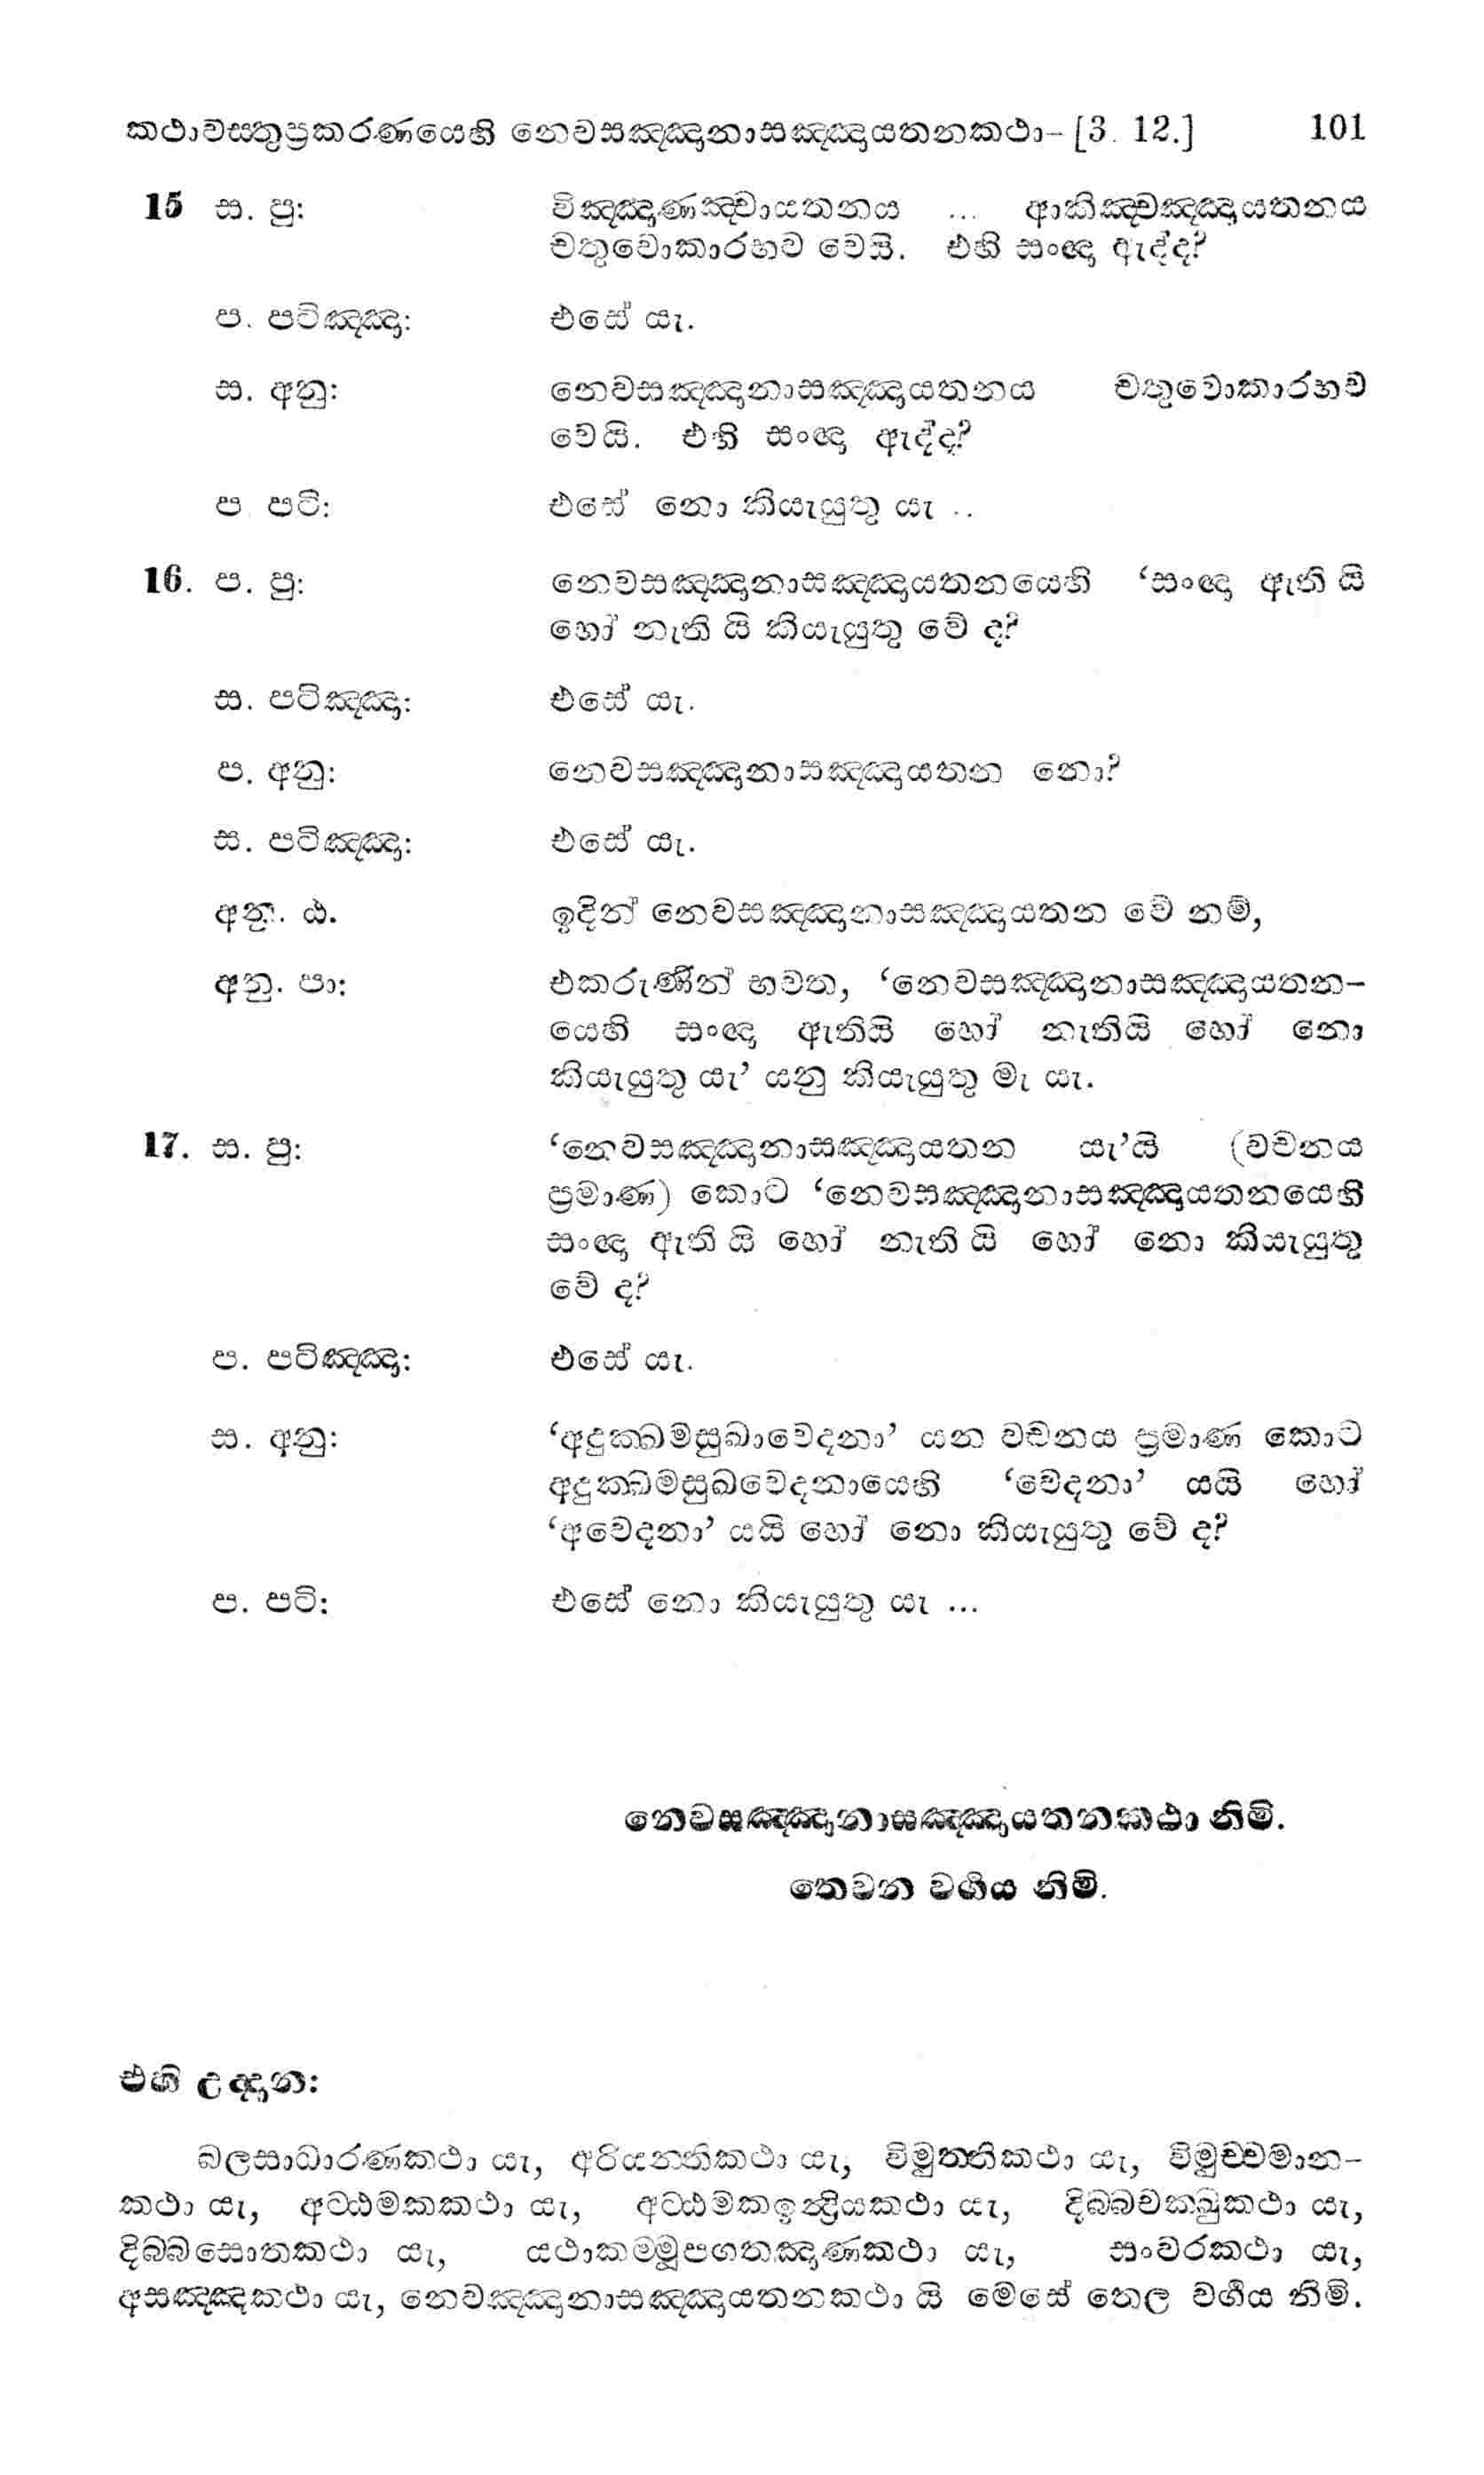 කථාවස්තුප්‍රකරණයෙහි නෙවසඤ්ඤානාසඤ්ඤායතනකථා– [3. 12.] 101
15 ස. පු: විඤ්ඤාණඤ්චායතනය ... ආකිඤ්චඤ්ඤායතනය
චතුවොකාරභව වෙයි. එහි සංඥා ඇද්ද?
ප. පටිඤ්ඤා: එසේ යැ.
ස. අනු: නෙවසඤ්ඤානාසඤ්ඤායතනය චතුවොකාරභව
වෙයි. එහි සංඥා ඇද්ද?
ප. පටි: එසේ නො කියැයුතු යැ ..
16. ප. පු: නෙවසඤ්ඤානාසඤ්ඤායතනයෙහි ‘සංඥා ඇති යි
හෝ නැති යි කියැයුතු වේ ද?
ස. පටිඤ්ඤා: එසේ යැ.
ප. අනු: නෙවසඤ්ඤානාසඤ්ඤායතන නො?
ස. පටිඤ්ඤා: එසේ යැ.
අනු. ඨ. ඉදින් නෙවසඤ්ඤානාසඤ්ඤායතන වේ නම්,
අනු. පා: එකරුණින් භවත, ‘නෙවසඤ්ඤානාසඤ්ඤායතන–
යෙහි සංඥා ඇතියි හෝ නැතියි හෝ නො
කියැයුතු යැ’ යනු කියැයුතු මැ යැ.
17. ස. පු: ‘නෙවසඤ්ඤානාසඤ්ඤායතන යැ’යි (වචනය
ප්‍රමාණ) කොට ‘නෙවසඤ්ඤානාසඤ්ඤායතනයෙහි
සංඥා ඇති යි හෝ නැති යි හෝ නො කියැයුතු
වේ ද?
ප. පටිඤ්ඤා: එසේ යැ.
ස. අනු: ‘අදුක්ඛමසුඛාවේදනා’ යන වචනය ප්‍රමාණ කොට
අදුක්ඛමසුඛවේදනායෙහි ‘වේදනා’ යයි හෝ
‘අවේදනා’ යයි හෝ නො කියැයුතු වේ ද?
ප. පටි: එසේ නො කියැයුතු යැ ...
නෙවසඤ්ඤානාසඤ්ඤායතනකථා නිමි.
තෙවන වර්ගය නිමි.
එහි උද්දාන:
බලසාධාරණකථා යැ, අරියන්තිකථා යැ, විමුත්තිකථා යැ, විමුච්චමාන–
කථා යැ, අට්ඨමකකථා යැ, අට්ඨමකඉන්ද්‍රියකථා යැ, දිබ්බචක්ඛුකථා යැ,
දිබ්බසොතකථා යැ, යථාකම්මූපගතඤාණකථා යැ, සංවරකථා යැ,
අසඤ්ඤකථා යැ, නෙවඤ්ඤානාසඤ්ඤායතනකථා යි මෙසේ තෙල වර්ගය නිමි.